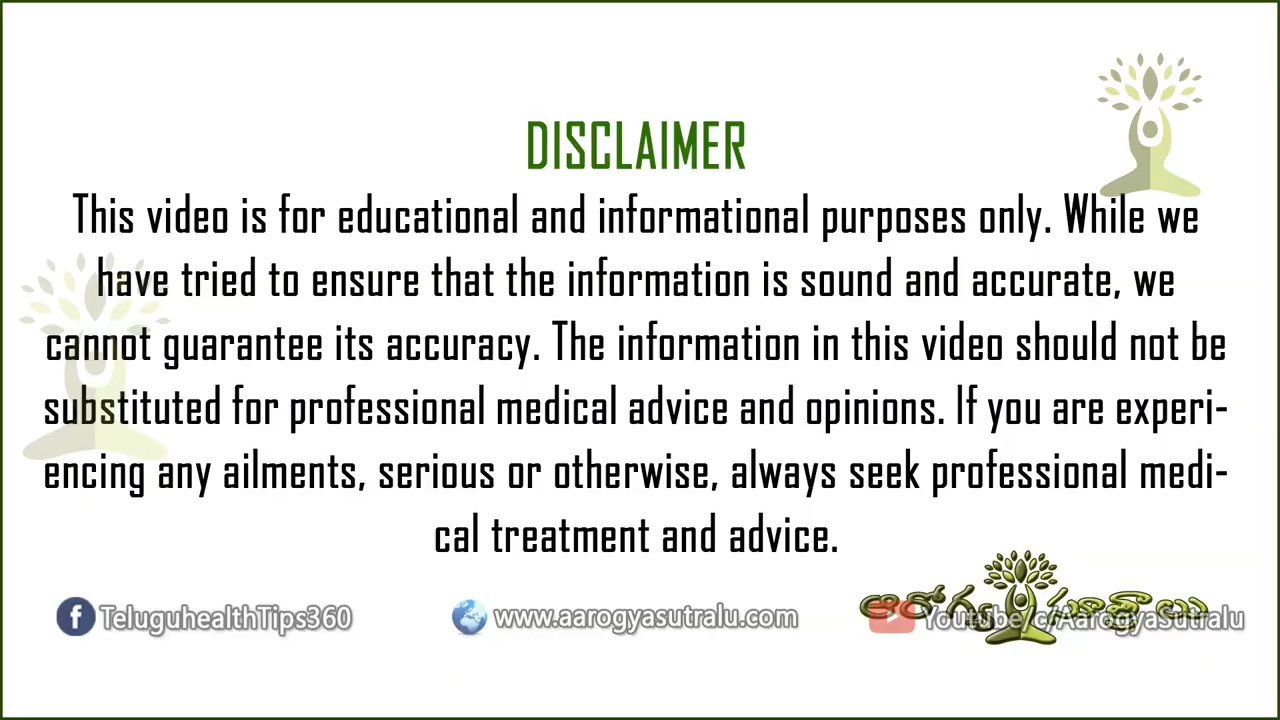 DISCLAIMER
This video is for educational and informational purposes only. While we
have tried to ensure that the information is sound and accurate, we
cannot guarantee its accuracy. The information in this video should not be
substituted for professional medical advice and opinions. If you are experi-
encing any ailments, serious or otherwise, always seek professional medi-
cal treatment and advice.
TeluguhealthTips360
www.aarogyasutralu.com
ఆరోగ్య సూత్రాలు
Youtube/c/AarogyaSutralu